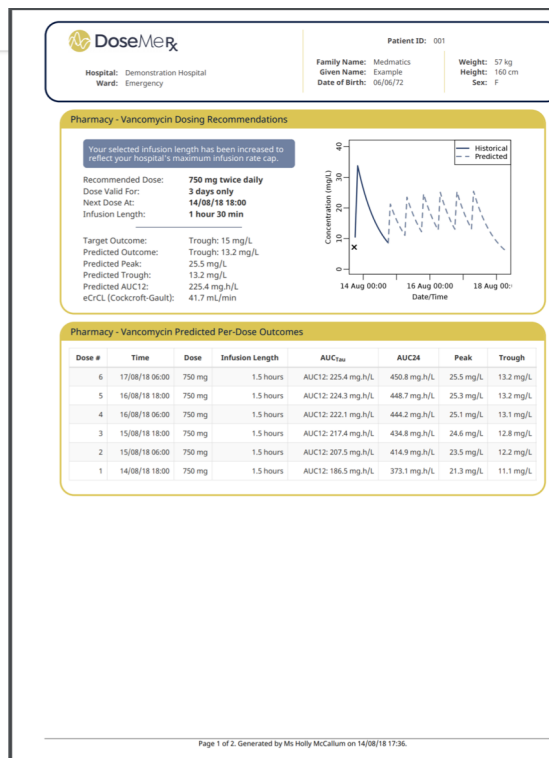 DoseMeRx
Patient ID: 001
Hospital: Demonstration Hospital
Ward: Emergency
Family Name: Medmatics
Given Name: Example
Date of Birth: 06/06/72
Weight: 57 kg
Height: 160 cm
Sex: F
Pharmacy - Vancomycin Dosing Recommendations
Your selected infusion length has been increased to
reflect your hospital's maximum infusion rate cap.
Recommended Dose: 750 mg twice daily
Dose Valid For: 3 days only
Next Dose At: 14/08/18 18:00
Infusion Length: 1 hour 30 min
Target Outcome: Trough: 15 mg/L
Predicted Outcome: Trough: 13.2 mg/L
Predicted Peak: 25.5 mg/L
Predicted Trough: 13.2 mg/L
Predicted AUC12: 225.4 mg.h/L
eCrCL (Cockcroft-Gault): 41.7 mL/min
Historical
Predicted
Concentration (mg/L)
40
30
20
10
0
14 Aug 00:00 16 Aug 00:00 18 Aug 00:
Date/Time
Pharmacy - Vancomycin Predicted Per-Dose Outcomes
Dose # Time Dose Infusion Length AUCTau AUC24 Peak Trough
6 17/08/18 06:00 750 mg 1.5 hours AUC12: 225.4 mg.h/L 450.8 mg.h/L 25.5 mg/L 13.2 mg/L
5 16/08/18 18:00 750 mg 1.5 hours AUC12: 224.3 mg.h/L 448.7 mg.h/L 25.3 mg/L 13.2 mg/L
4 16/08/18 06:00 750 mg 1.5 hours AUC12: 222.1 mg.h/L 444.2 mg.h/L 25.1 mg/L 13.1 mg/L
3 15/08/18 18:00 750 mg 1.5 hours AUC12: 217.4 mg.h/L 434.8 mg.h/L 24.6 mg/L 12.8 mg/L
2 15/08/18 06:00 750 mg 1.5 hours AUC12: 207.5 mg.h/L 414.9 mg.h/L 23.5 mg/L 12.2 mg/L
1 14/08/18 18:00 750 mg 1.5 hours AUC12: 186.5 mg.h/L 373.1 mg.h/L 21.3 mg/L 11.1 mg/L
Page 1 of 2. Generated by Ms Holly McCallum on 14/08/18 17:36.